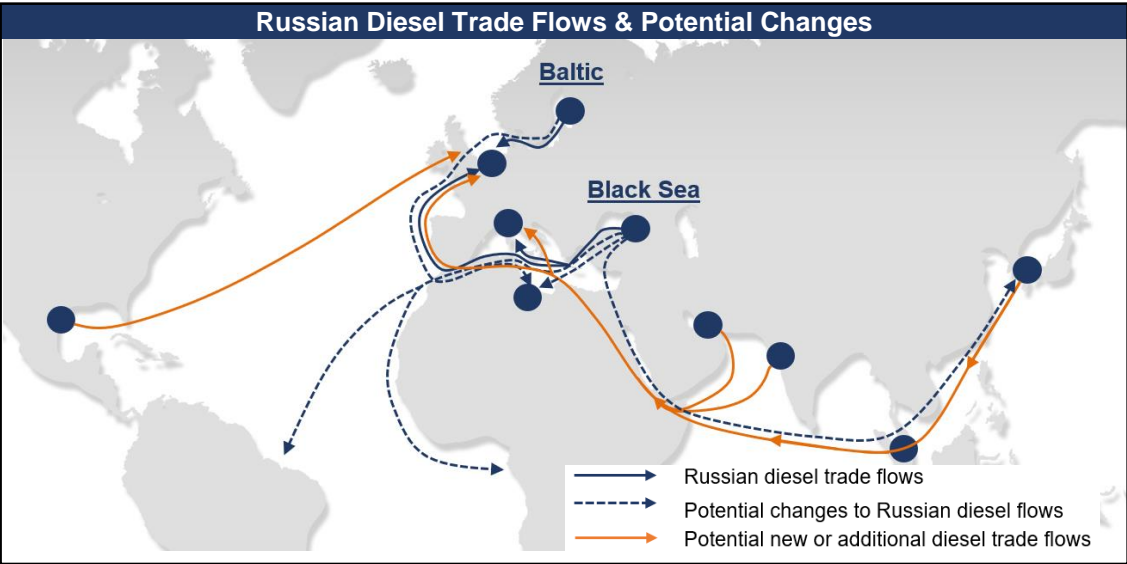 Russian Diesel Trade Flows & Potential Changes
Baltic
Black Sea
Russian diesel trade flows
Potential changes to Russian diesel flows
Potential new or additional diesel trade flows